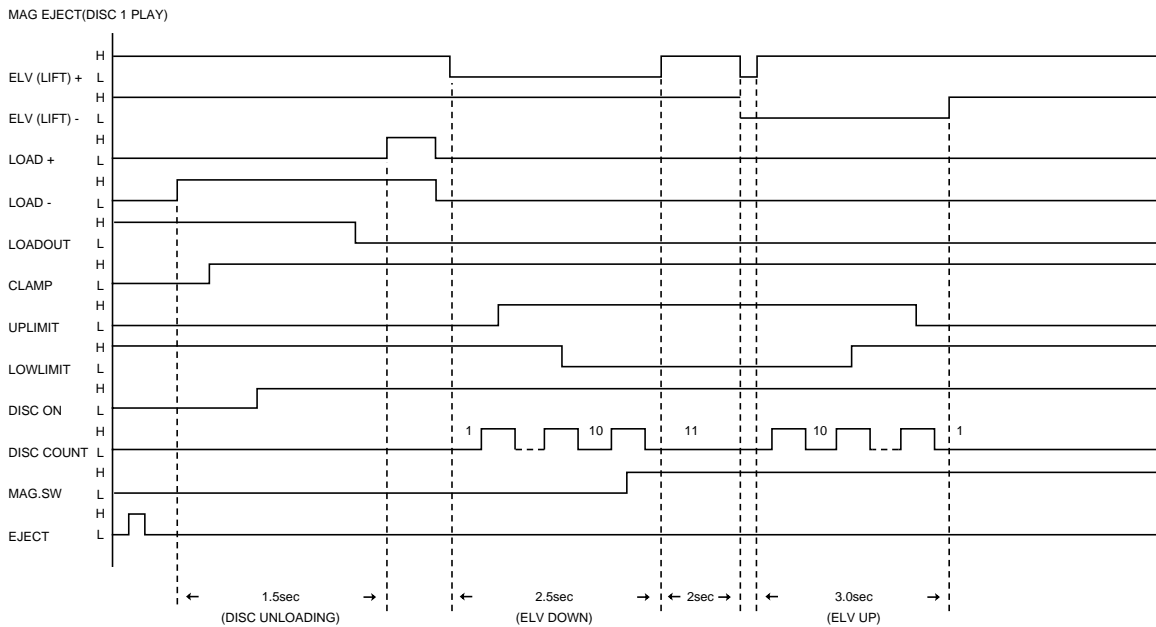 MAG EJECT(DISC 1 PLAY)
H
ELV (LIFT) + L
H
ELV (LIFT) - L
H
LOAD + L
H
LOAD - L
H
LOADOUT L
H
CLAMP L
H
UPLIMIT L
H
LOWLIMIT L
H
DISC ON L
H 1 10 11 10 1
DISC COUNT L
H
MAG.SW L
H
EJECT L
1.5sec 2.5sec 2sec 3.0sec
(DISC UNLOADING) (ELV DOWN) (ELV UP)